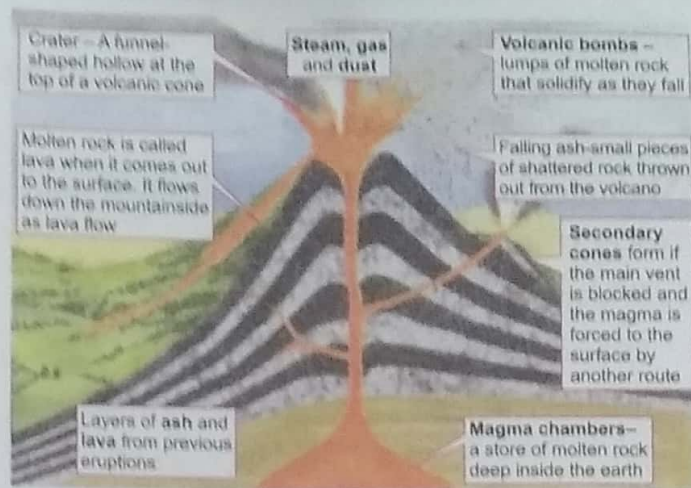 Crater – A funnel-
shaped hollow at the
top of a volcanic cone
Steam, gas
and dust
Volcanic bombs –
lumps of molten rock
that solidify as they fall
Molten rock is called
lava when it comes out
to the surface. It flows
down the mountainside
as lava flow
Falling ash-small pieces
of shattered rock thrown
out from the volcano
Secondary
cones form if
the main vent
is blocked and
the magma is
forced to the
surface by
another route
Layers of ash and
lava from previous
eruptions
Magma chambers–
a store of molten rock
deep inside the earth